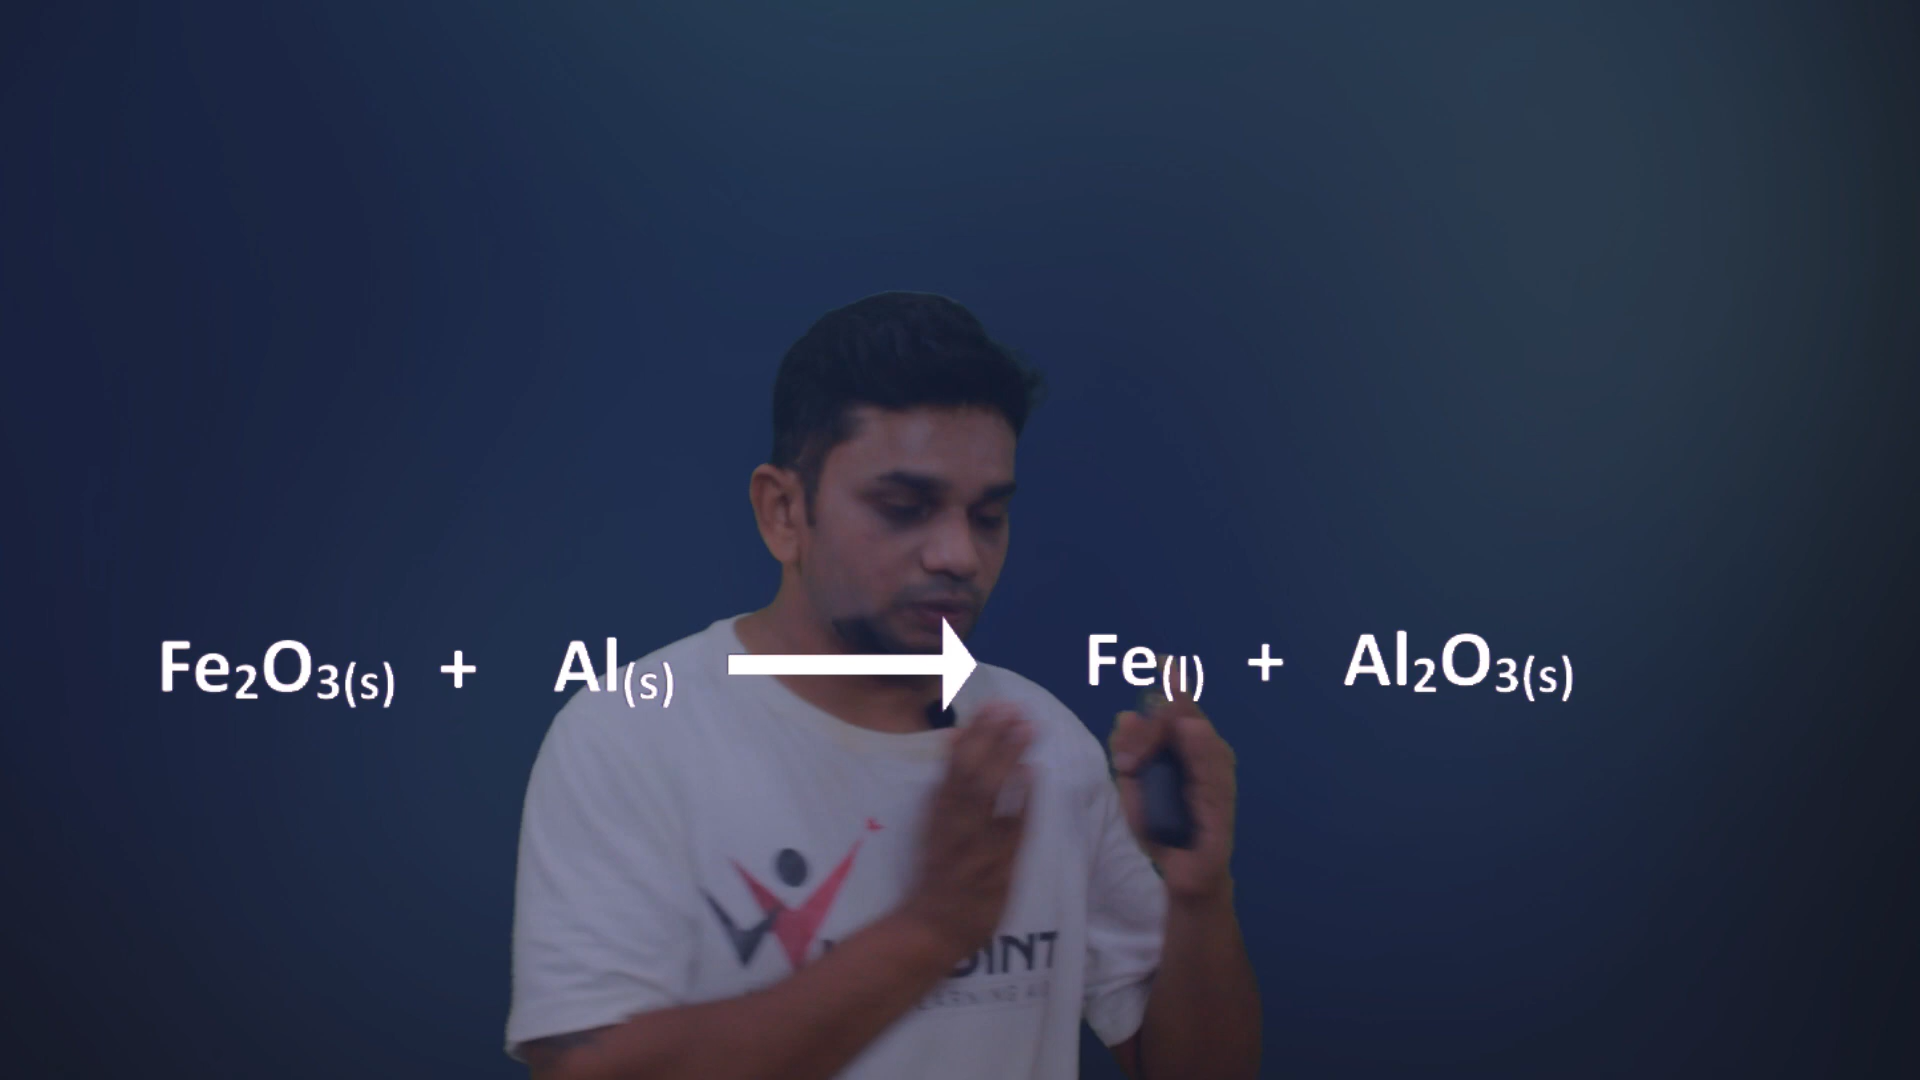 Fe₂O₃(s) + Al(s) → Fe(l) + Al₂O₃(s)